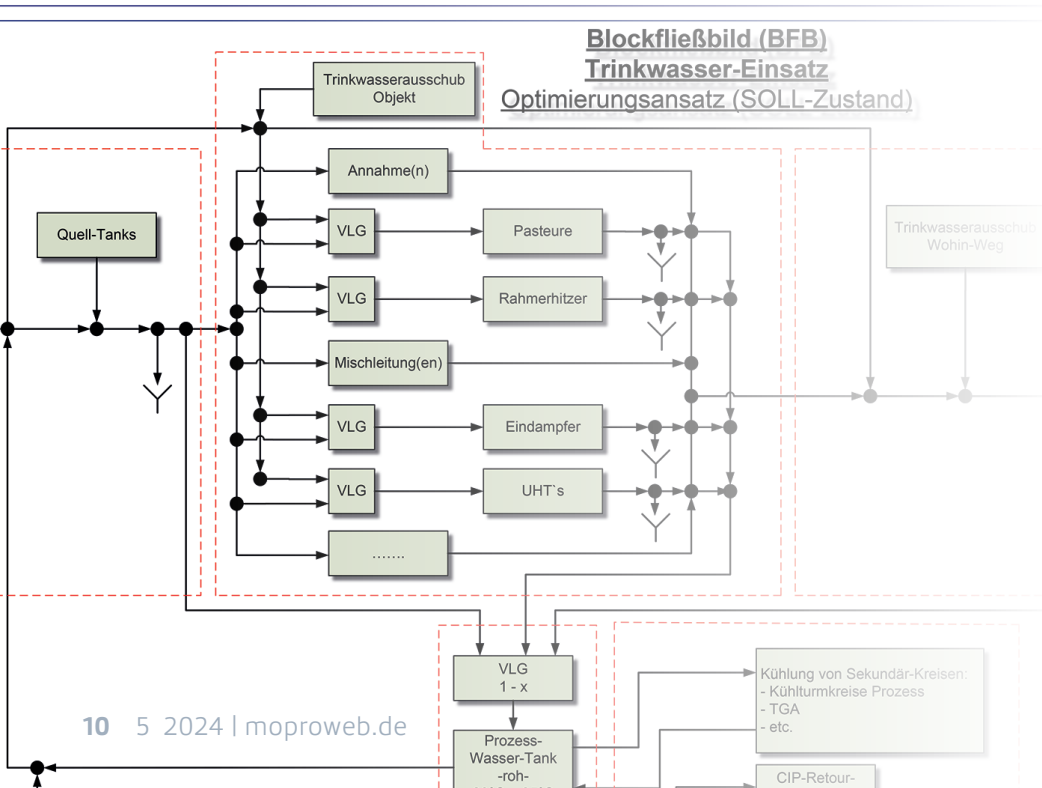 Blockfließbild (BFB)
Trinkwasser-Einsatz
Optimierungsansatz (SOLL-Zustand)
Trinkwasserausschub
Objekt
Annahme(n)
Quell-Tanks
VLG
Pasteure
Trinkwasserausschub
Wohin-Weg
VLG
Rahmerhitzer
Mischleitung(en)
VLG
Eindampfer
VLG
UHT`s
.......
VLG
1 - x
Kühlung von Sekundär-Kreisen:
- Kühlturmkreise Prozess
- TGA
- etc.
Prozess-
Wasser-Tank
-roh-
CIP-Retour-
10 5 2024 | moproweb.de